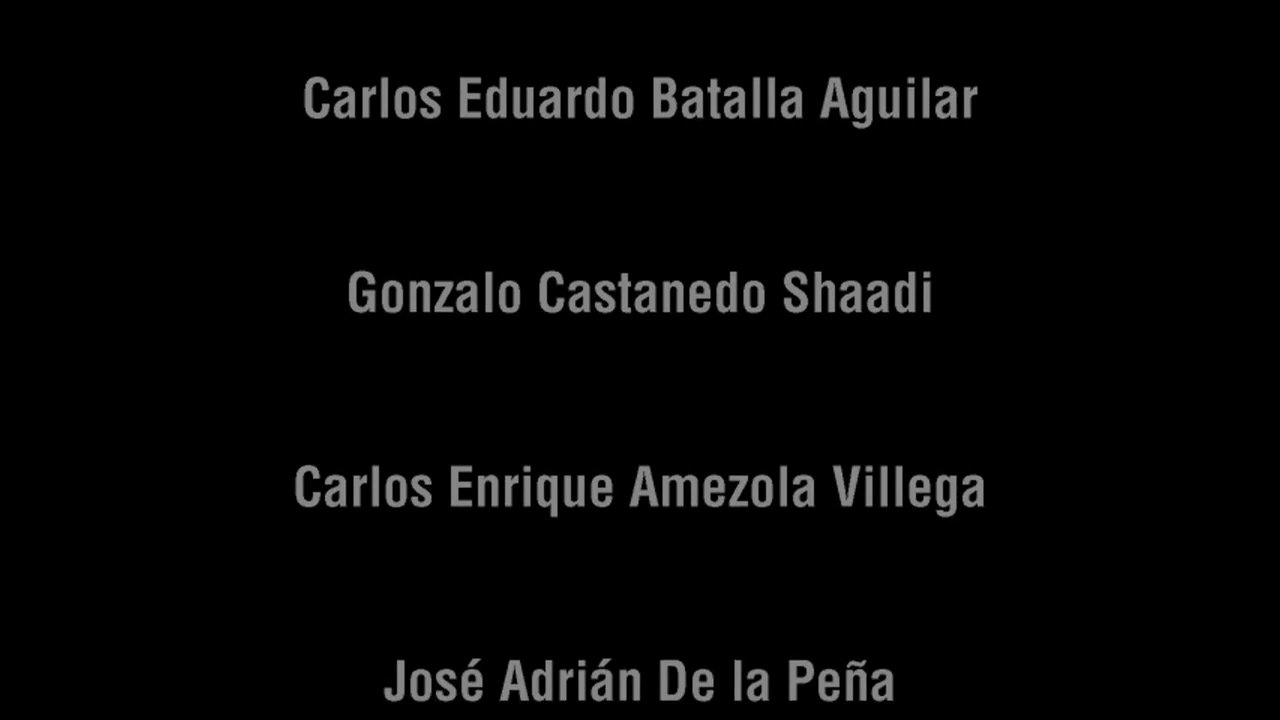 Carlos Eduardo Batalla Aguilar
Gonzalo Castanedo Shaadi
Carlos Enrique Amezola Villega
José Adrián De la Peña